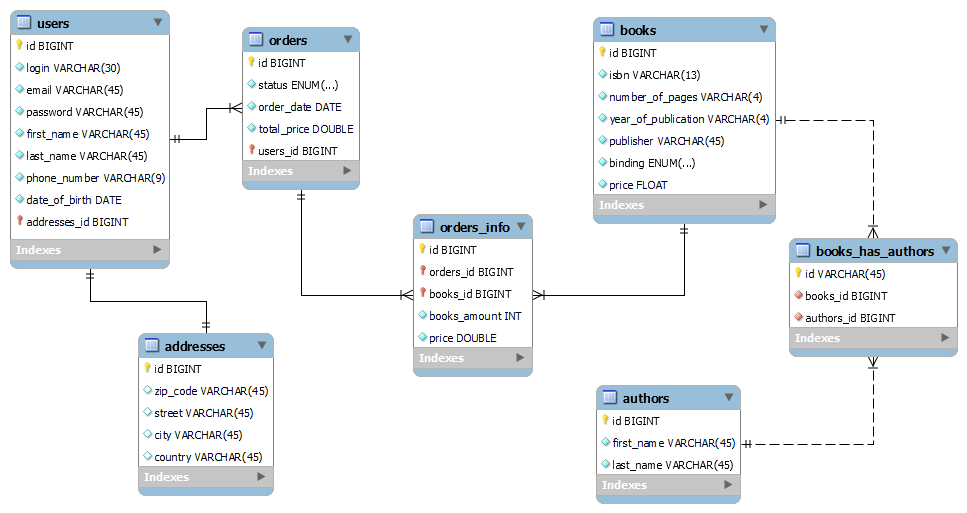 users
id BIGINT
login VARCHAR(30)
email VARCHAR(45)
password VARCHAR(45)
first_name VARCHAR(45)
last_name VARCHAR(45)
phone_number VARCHAR(9)
date_of_birth DATE
addresses_id BIGINT
Indexes
orders
id BIGINT
status ENUM(...)
order_date DATE
total_price DOUBLE
users_id BIGINT
Indexes
books
id BIGINT
isbn VARCHAR(13)
number_of_pages VARCHAR(4)
year_of_publication VARCHAR(4)
publisher VARCHAR(45)
binding ENUM(...)
price FLOAT
Indexes
orders_info
id BIGINT
orders_id BIGINT
books_id BIGINT
books_amount INT
price DOUBLE
Indexes
books_has_authors
id VARCHAR(45)
books_id BIGINT
authors_id BIGINT
Indexes
addresses
id BIGINT
zip_code VARCHAR(45)
street VARCHAR(45)
city VARCHAR(45)
country VARCHAR(45)
Indexes
authors
id BIGINT
first_name VARCHAR(45)
last_name VARCHAR(45)
Indexes